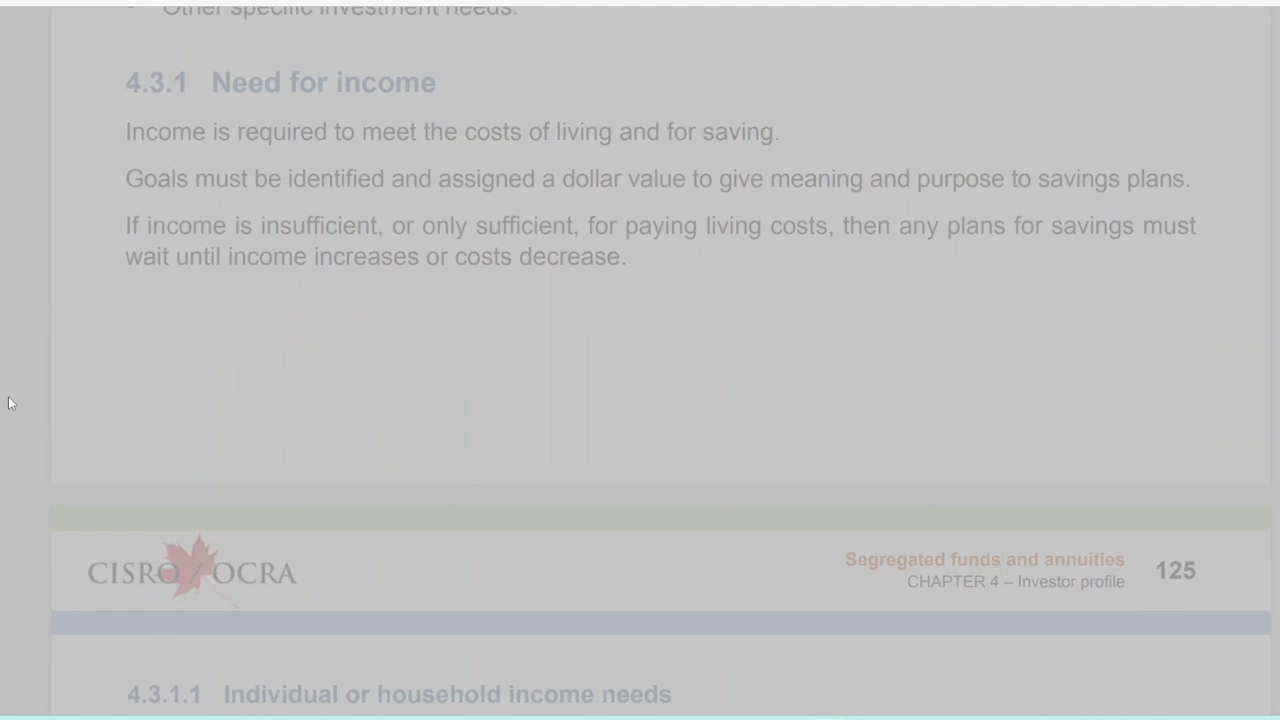 - Other specific investment needs.
4.3.1 Need for income
Income is required to meet the costs of living and for saving.
Goals must be identified and assigned a dollar value to give meaning and purpose to savings plans.
If income is insufficient, or only sufficient, for paying living costs, then any plans for savings must
wait until income increases or costs decrease.
CISRO / OCRA
Segregated funds and annuities
CHAPTER 4 – Investor profile
125
4.3.1.1 Individual or household income needs